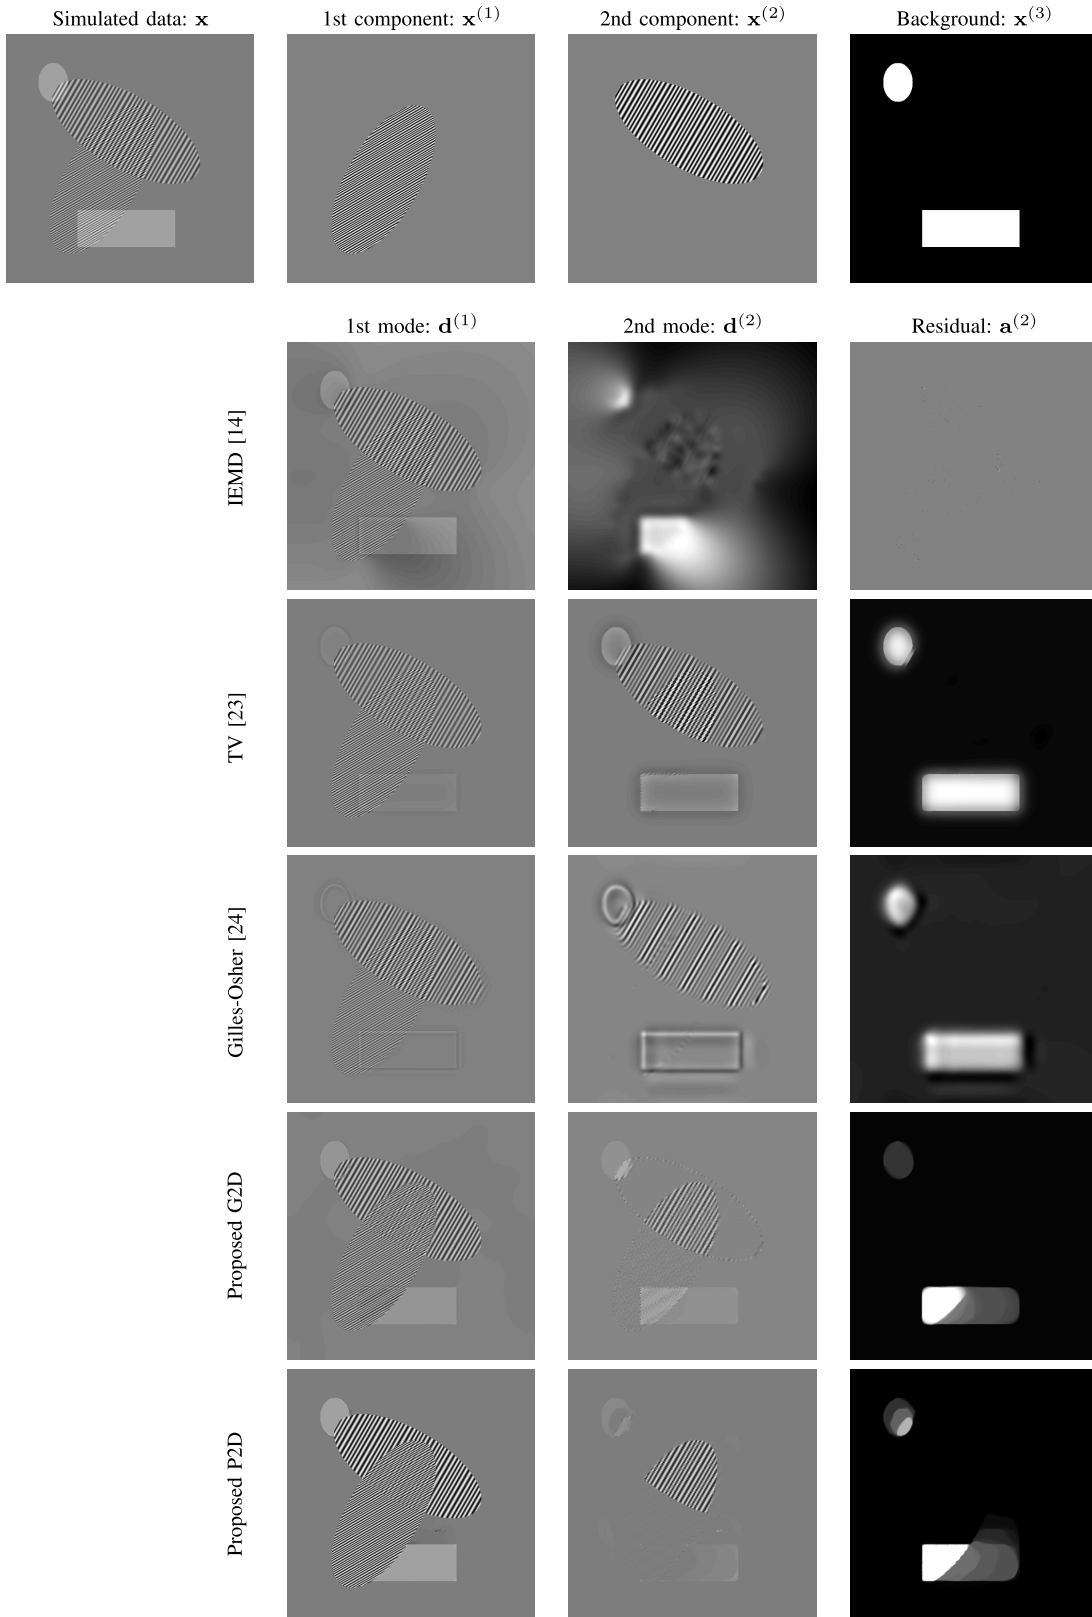 Simulated data: x
1st component: x^(1)
2nd component: x^(2)
Background: x^(3)
1st mode: d^(1)
2nd mode: d^(2)
Residual: a^(2)
IEMD [14]
TV [23]
Gilles-Osher [24]
Proposed G2D
Proposed P2D